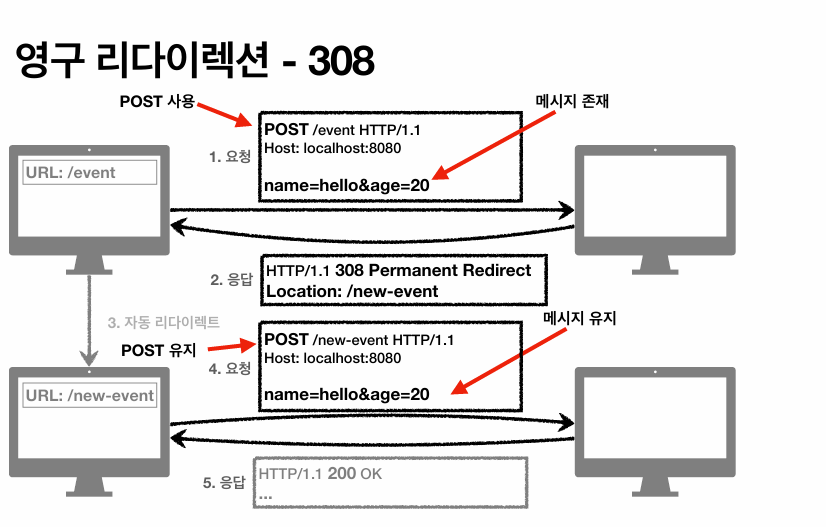 영구 리다이렉션 - 308
POST 사용
메시지 존재
1. 요청
POST /event HTTP/1.1
Host: localhost:8080
name=hello&age=20
URL: /event
2. 응답
HTTP/1.1 308 Permanent Redirect
Location: /new-event
3. 자동 리다이렉트
메시지 유지
POST 유지
4. 요청
POST /new-event HTTP/1.1
Host: localhost:8080
name=hello&age=20
URL: /new-event
5. 응답
HTTP/1.1 200 OK
...